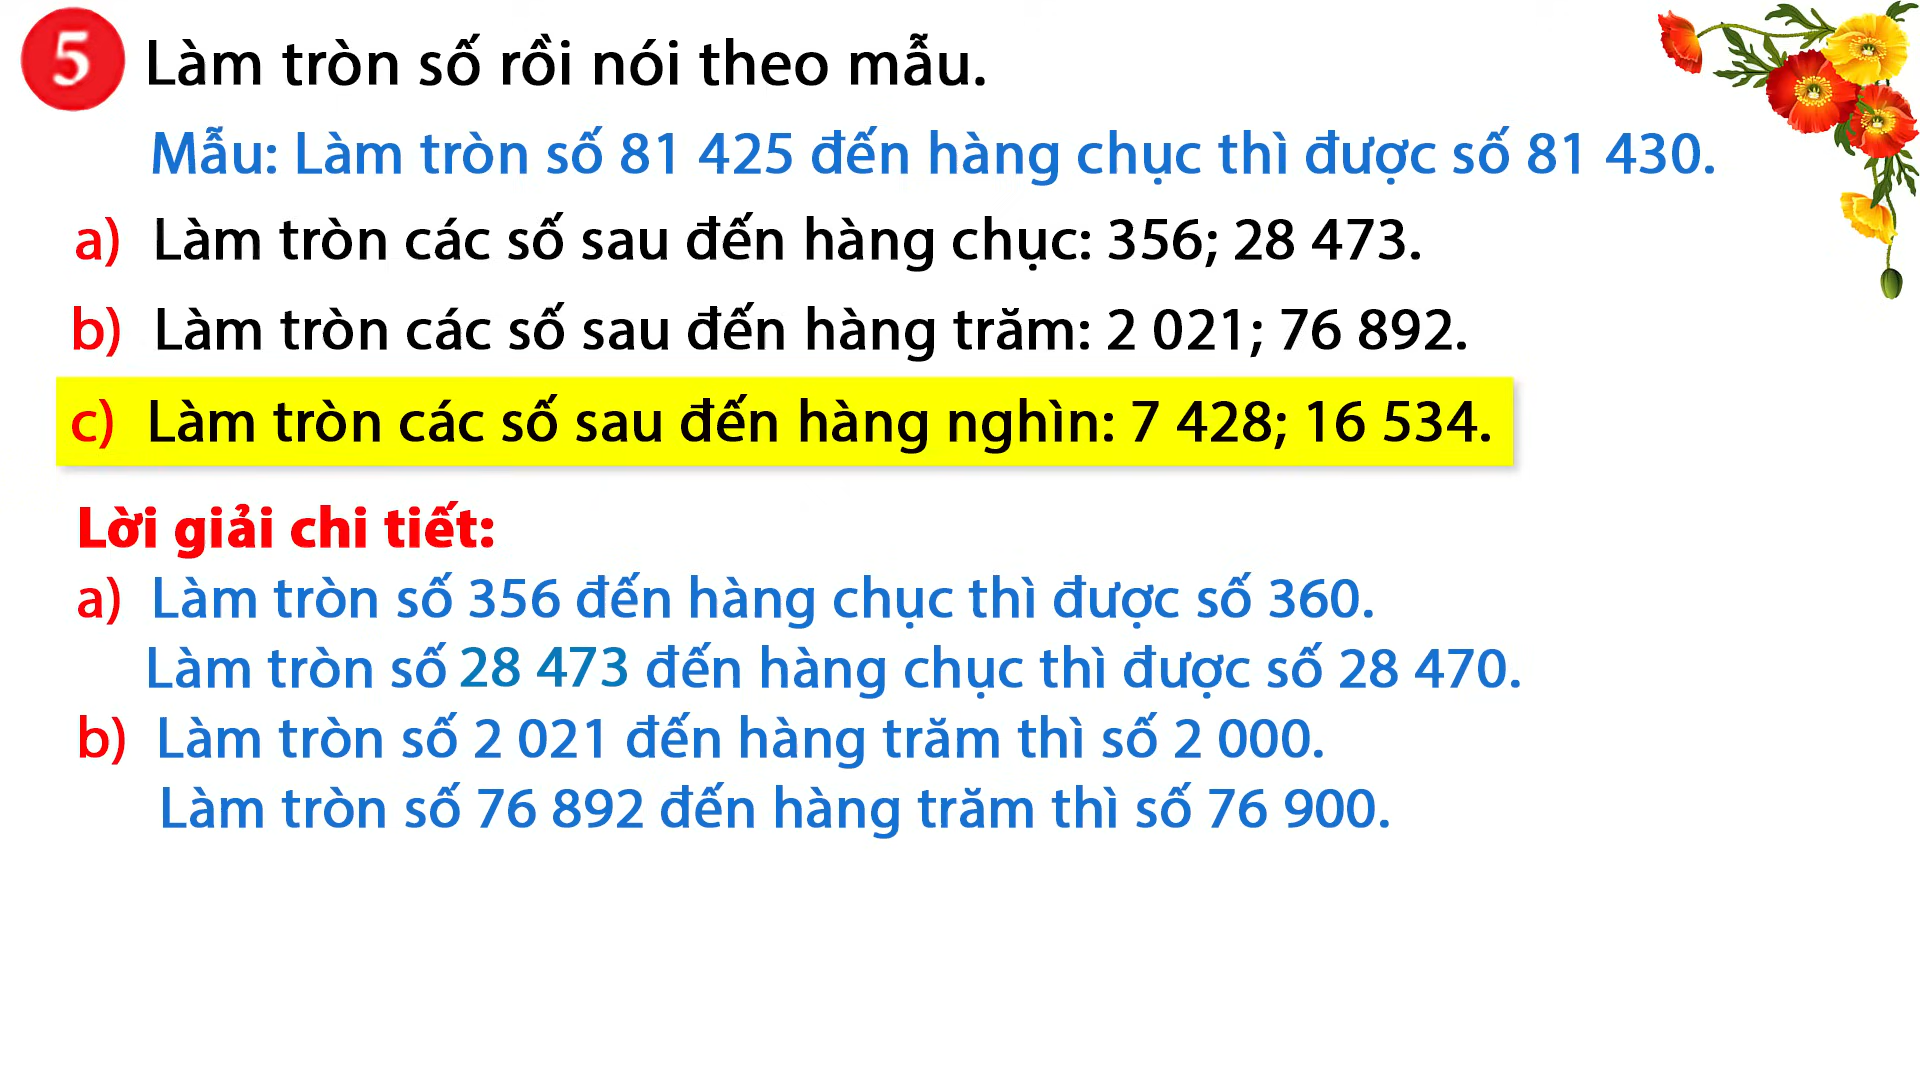 5 Làm tròn số rồi nói theo mẫu.
Mẫu: Làm tròn số 81 425 đến hàng chục thì được số 81 430.
a) Làm tròn các số sau đến hàng chục: 356; 28 473.
b) Làm tròn các số sau đến hàng trăm: 2 021; 76 892.
c) Làm tròn các số sau đến hàng nghìn: 7 428; 16 534.
Lời giải chi tiết:
a) Làm tròn số 356 đến hàng chục thì được số 360.
Làm tròn số 28 473 đến hàng chục thì được số 28 470.
b) Làm tròn số 2 021 đến hàng trăm thì số 2 000.
Làm tròn số 76 892 đến hàng trăm thì số 76 900.